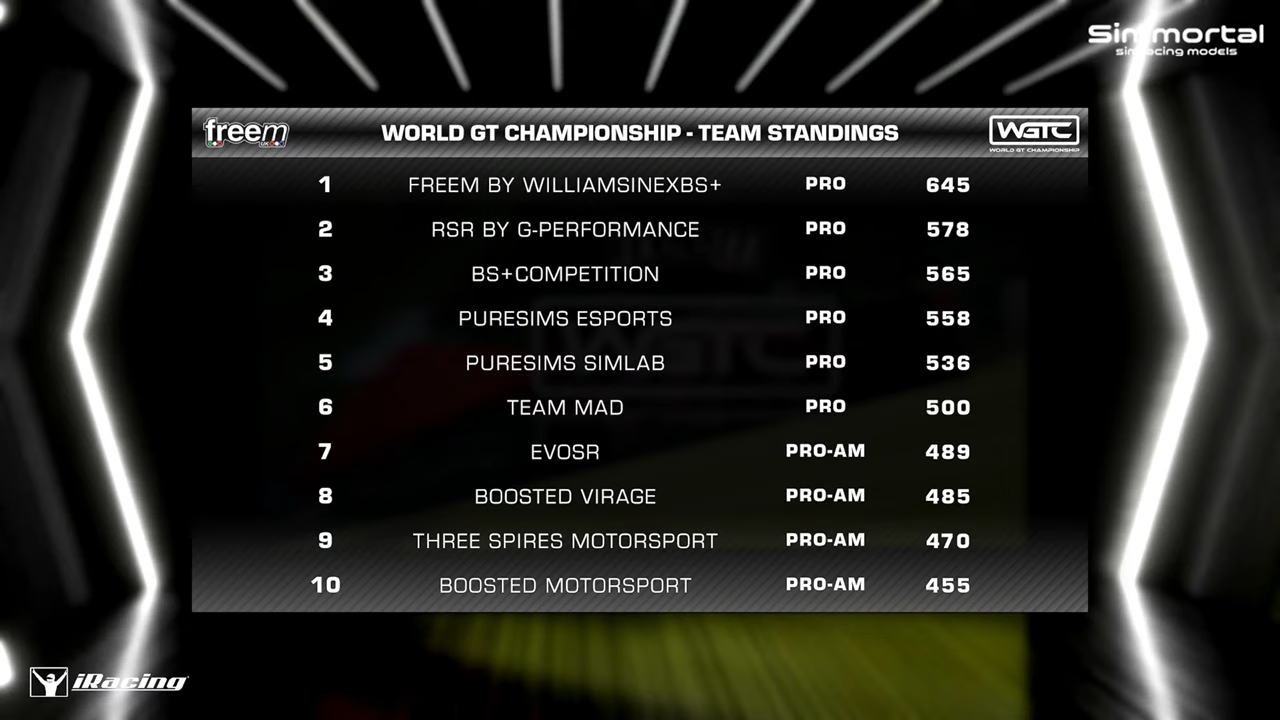 Simmortal
sim racing models
freem
UK
WORLD GT CHAMPIONSHIP - TEAM STANDINGS
WGTC
WORLD GT CHAMPIONSHIP
1 FREEM BY WILLIAMSINEXBS+ PRO 645
2 RSR BY G-PERFORMANCE PRO 578
3 BS+COMPETITION PRO 565
4 PURESIMS ESPORTS PRO 558
5 PURESIMS SIMLAB PRO 536
6 TEAM MAD PRO 500
7 EVOSR PRO-AM 489
8 BOOSTED VIRAGE PRO-AM 485
9 THREE SPIRES MOTORSPORT PRO-AM 470
10 BOOSTED MOTORSPORT PRO-AM 455
iRacing